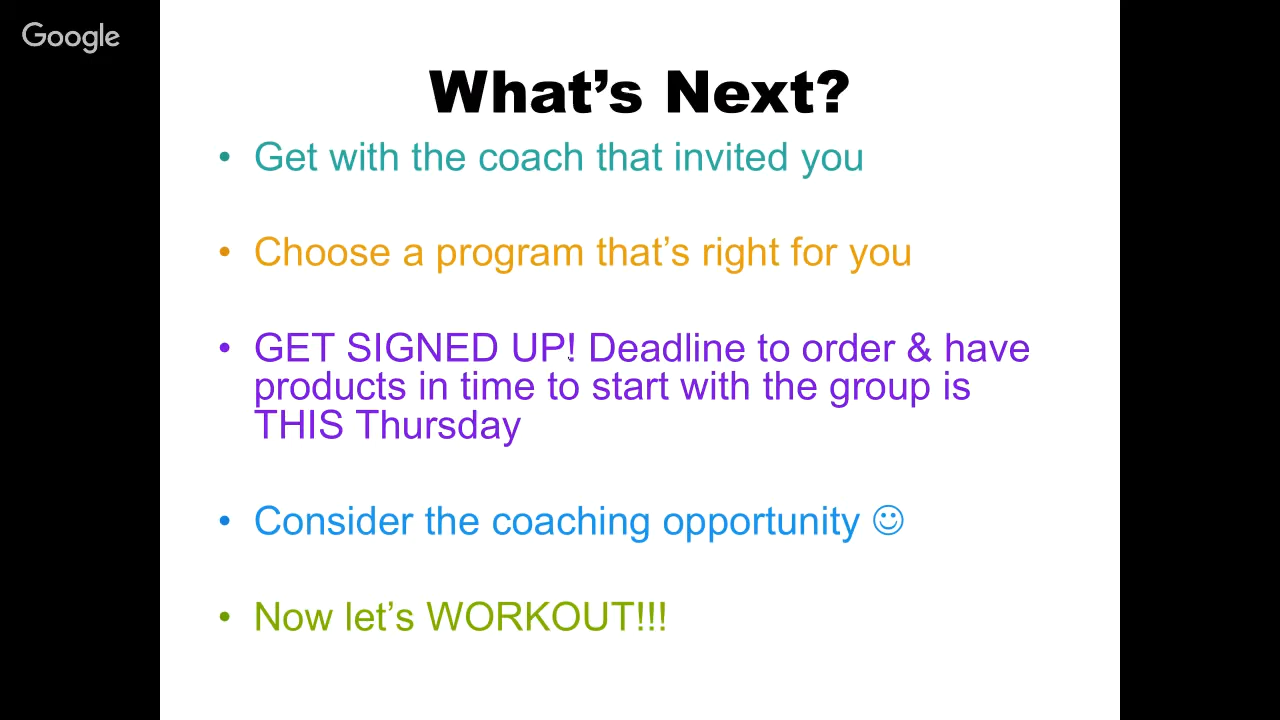 Google
What’s Next?
• Get with the coach that invited you
• Choose a program that’s right for you
• GET SIGNED UP! Deadline to order & have
products in time to start with the group is
THIS Thursday
• Consider the coaching opportunity ☺
• Now let’s WORKOUT!!!